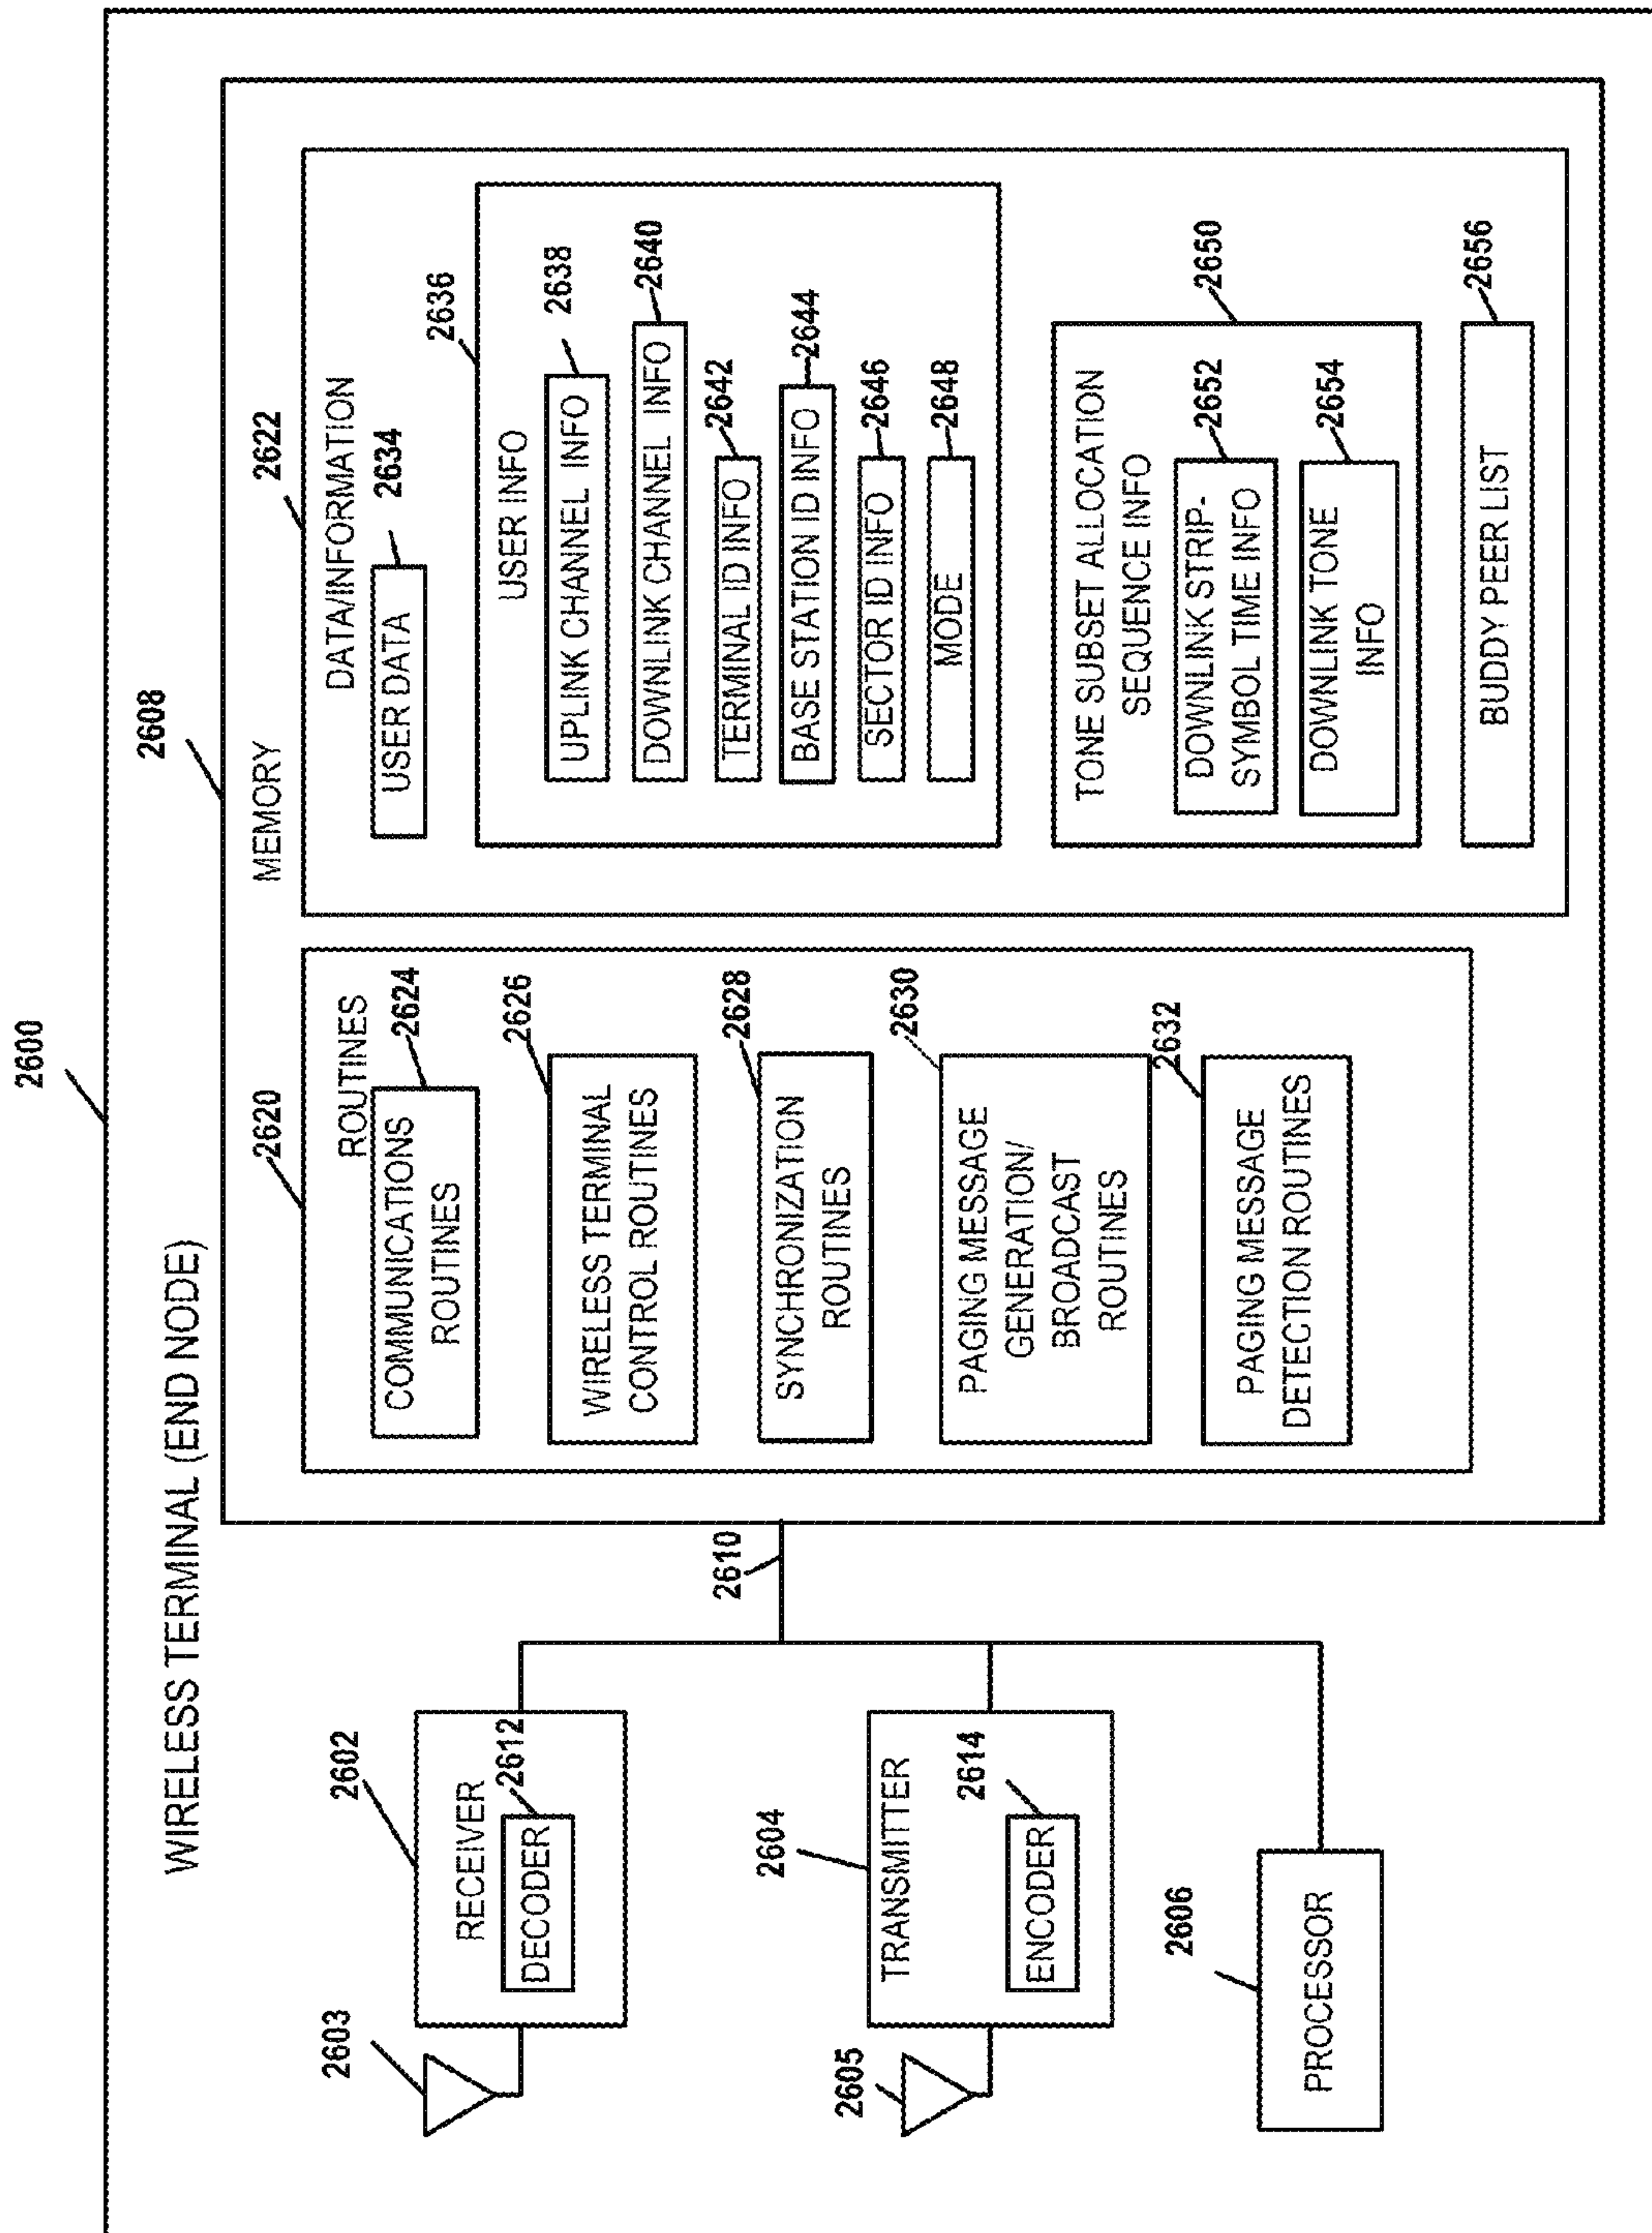 2600
WIRELESS TERMINAL (END NODE)
2603
2602
RECEIVER
2612
DECODER
2605
2604
TRANSMITTER
2614
ENCODER
2606
PROCESSOR
2610
2608
MEMORY
2620
ROUTINES
2624
COMMUNICATIONS
ROUTINES
2626
WIRELESS TERMINAL
CONTROL ROUTINES
2628
SYNCHRONIZATION
ROUTINES
2630
PAGING MESSAGE
GENERATION/
BROADCAST
ROUTINES
2632
PAGING MESSAGE
DETECTION ROUTINES
2622
DATA/INFORMATION
2634
USER DATA
2636
USER INFO
2638
UPLINK CHANNEL INFO
2640
DOWNLINK CHANNEL INFO
2642
TERMINAL ID INFO
2644
BASE STATION ID INFO
2646
SECTOR ID INFO
2648
MODE
2650
TONE SUBSET ALLOCATION
SEQUENCE INFO
2652
DOWNLINK STRIP-
SYMBOL TIME INFO
2654
DOWNLINK TONE
INFO
2656
BUDDY PEER LIST